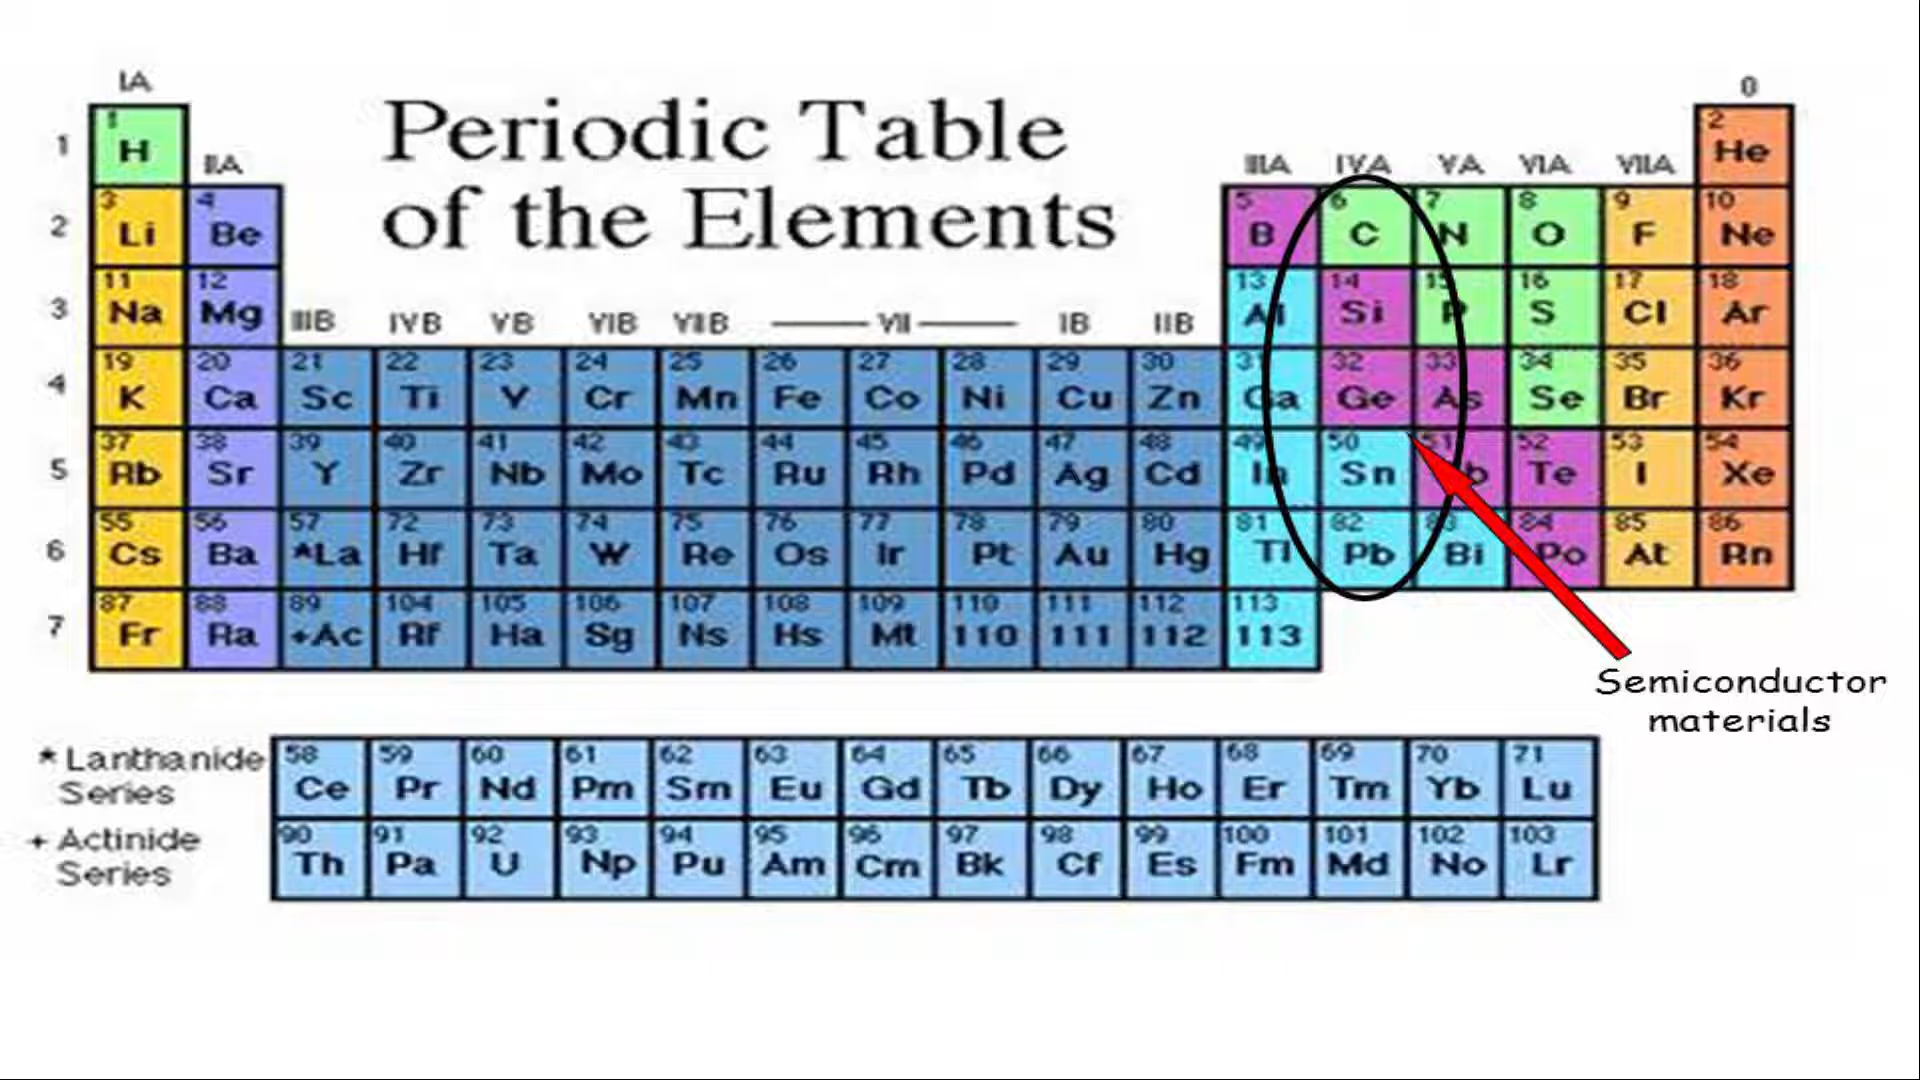 IA
0
Periodic Table
of the Elements
1
1
H
2
He
IIA
IIIA IVA VA VIA VIIA
2
3
Li
4
Be
5
B
6
C
7
N
8
O
9
F
10
Ne
3
11
Na
12
Mg
IIIB IVB VB VIB VIIB VII IB IIB
13
Al
14
Si
15
P
16
S
17
Cl
18
Ar
4
19 20 21 22 23 24 25 26 27 28 29 30 31 32 33 34 35 36
K Ca Sc Ti V Cr Mn Fe Co Ni Cu Zn Ga Ge As Se Br Kr
5
37 38 39 40 41 42 43 44 45 46 47 48 49 50 51 52 53 54
Rb Sr Y Zr Nb Mo Tc Ru Rh Pd Ag Cd In Sn b Te I Xe
6
55 56 57 72 73 74 75 76 77 78 79 80 81 82 83 84 85 86
Cs Ba *La Hf Ta W Re Os Ir Pt Au Hg Tl Pb Bi Po At Rn
7
87 88 89 104 105 106 107 108 109 110 111 112 113
Fr Ra +Ac Rf Ha Sg Ns Hs Mt 110 111 112 113
Semiconductor
materials
* Lanthanide
Series
58 59 60 61 62 63 64 65 66 67 68 69 70 71
Ce Pr Nd Pm Sm Eu Gd Tb Dy Ho Er Tm Yb Lu
+ Actinide
Series
90 91 92 93 94 95 96 97 98 99 100 101 102 103
Th Pa U Np Pu Am Cm Bk Cf Es Fm Md No Lr